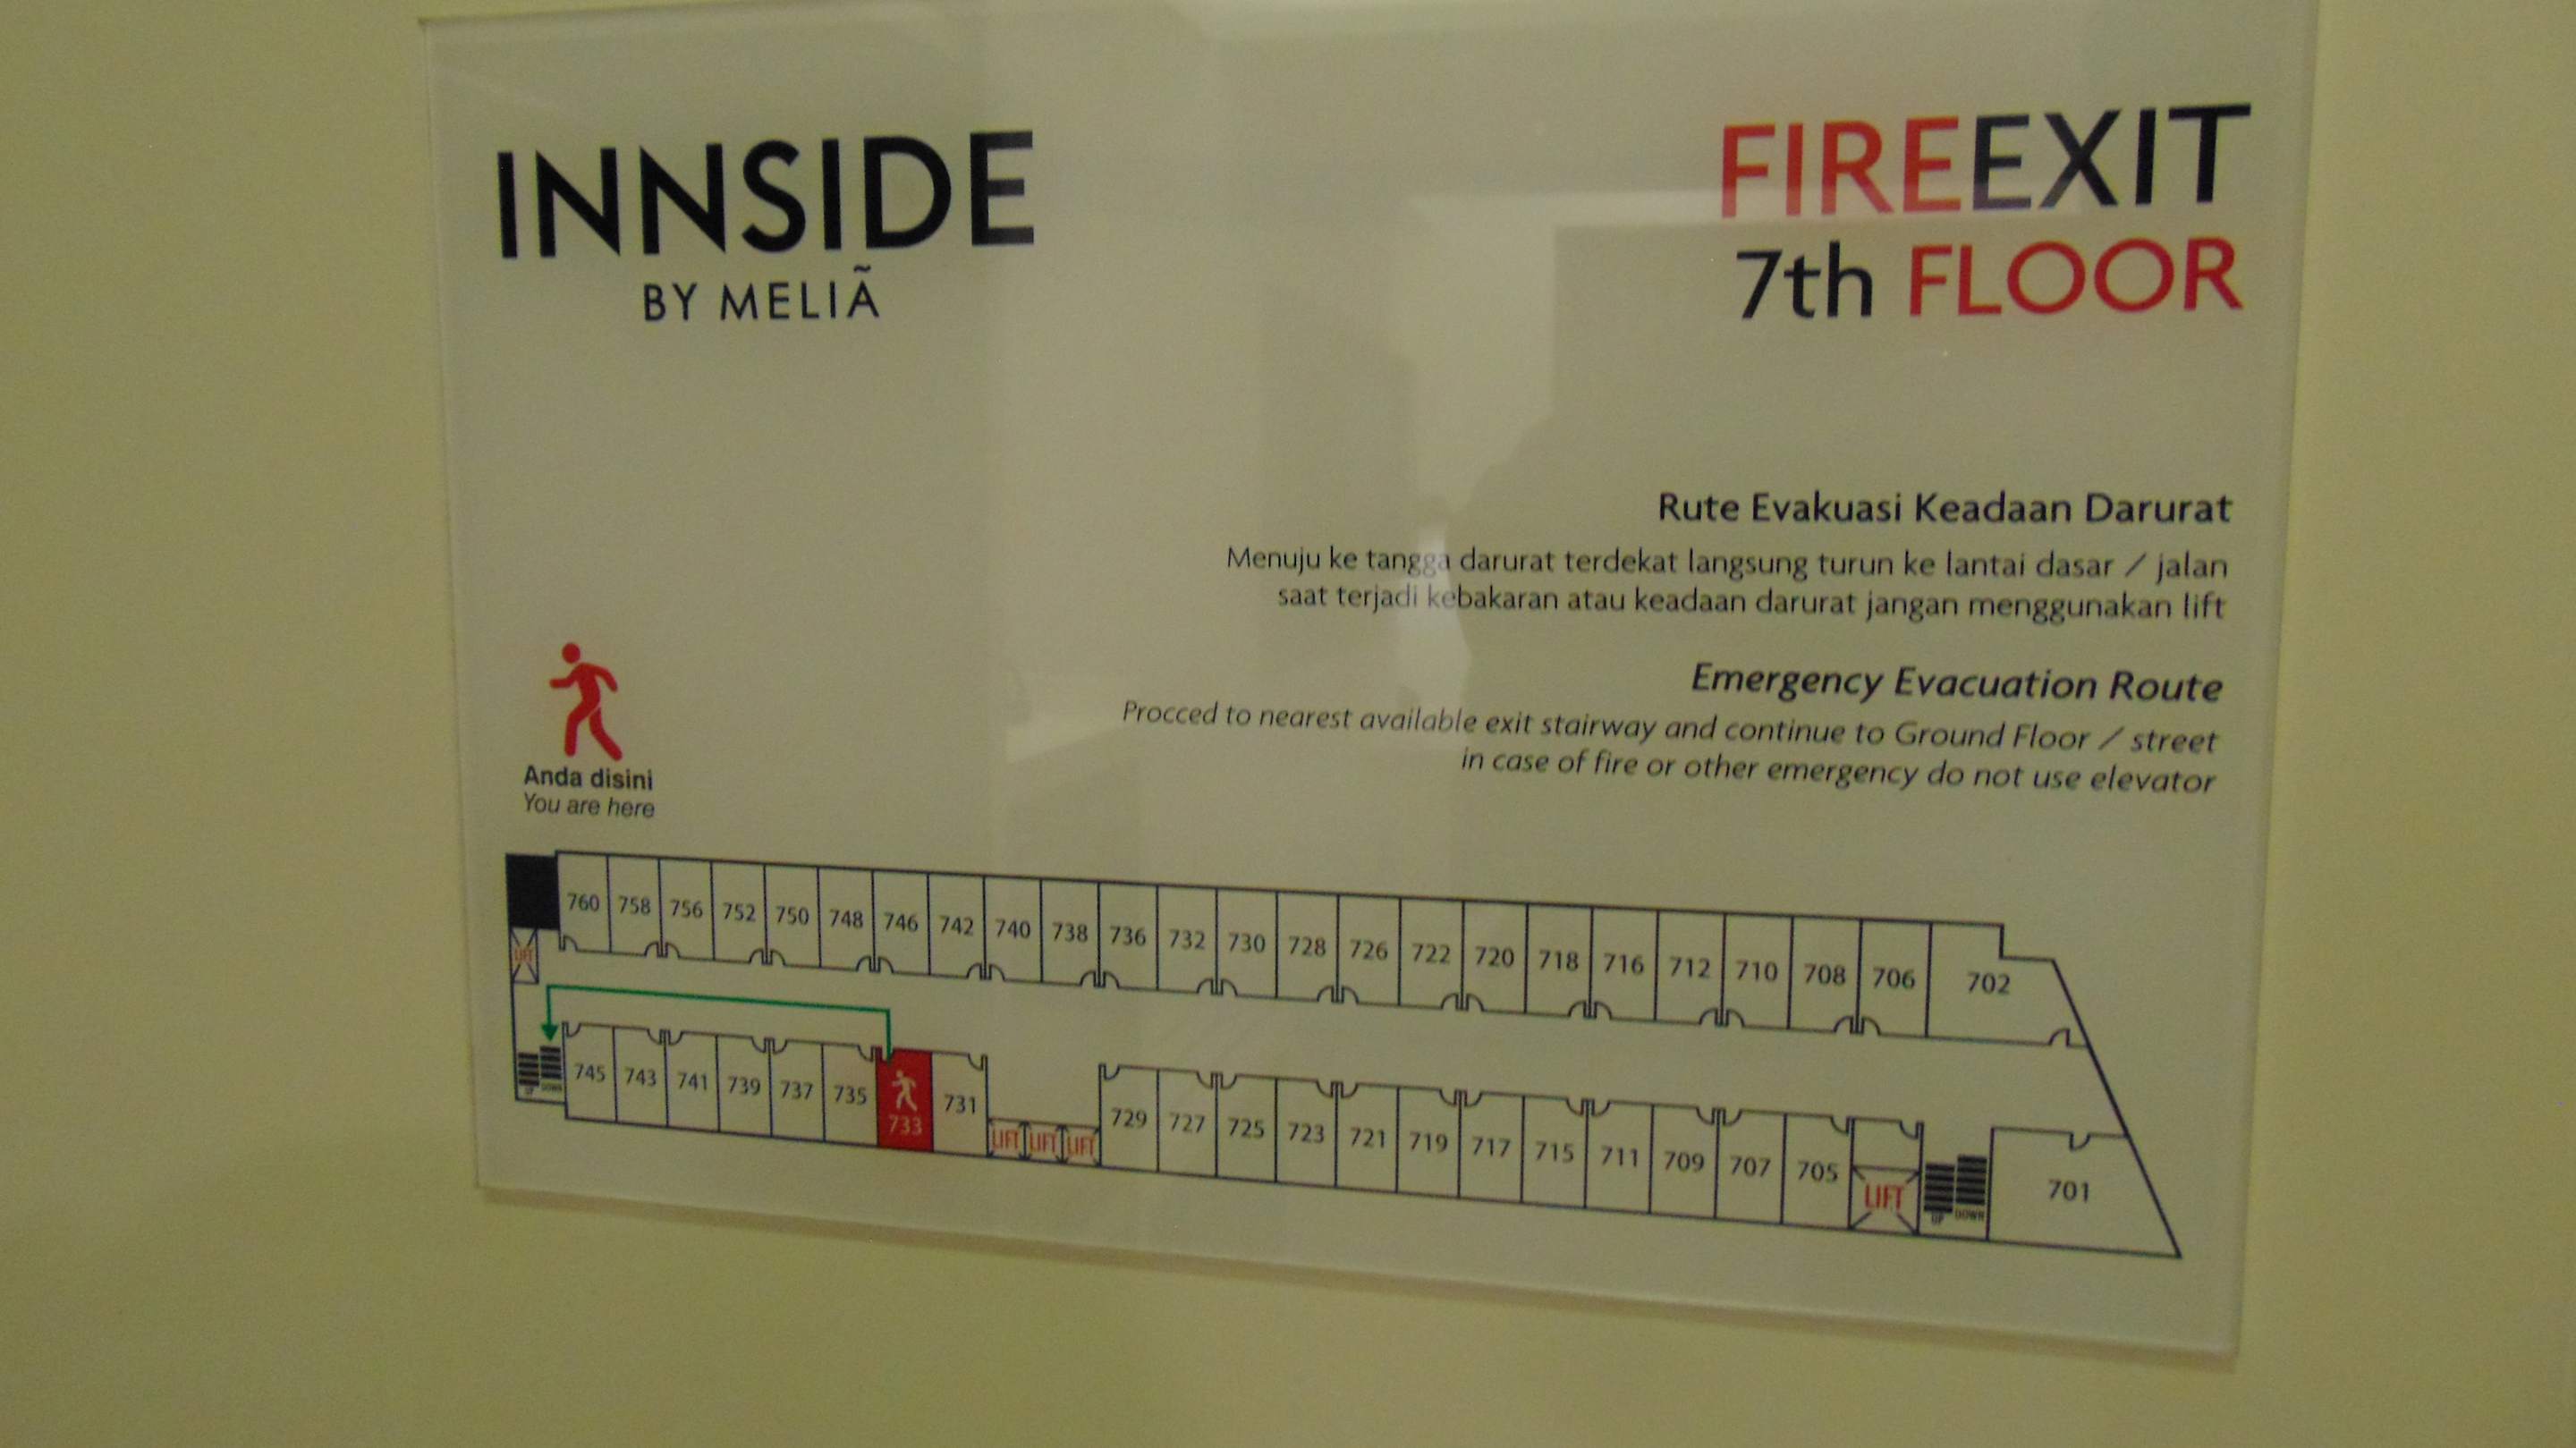 INNSIDE
BY MELIÃ
FIREEXIT
7th FLOOR
Rute Evakuasi Keadaan Darurat
Menuju ke tangga darurat terdekat langsung turun ke lantai dasar / jalan
saat terjadi kebakaran atau keadaan darurat jangan menggunakan lift
Emergency Evacuation Route
Procced to nearest available exit stairway and continue to Ground Floor / street
in case of fire or other emergency do not use elevator
Anda disini
You are here
760 758 756 752 750 748 746 742 740 738 736 732 730 728 726 722 720 718 716 712 710 708 706 702
LIFT
745 743 741 739 737 735 733 731 729 727 725 723 721 719 717 715 711 709 707 705 701
UP DOWN
LIFT LIFT LIFT
LIFT
UP DOWN